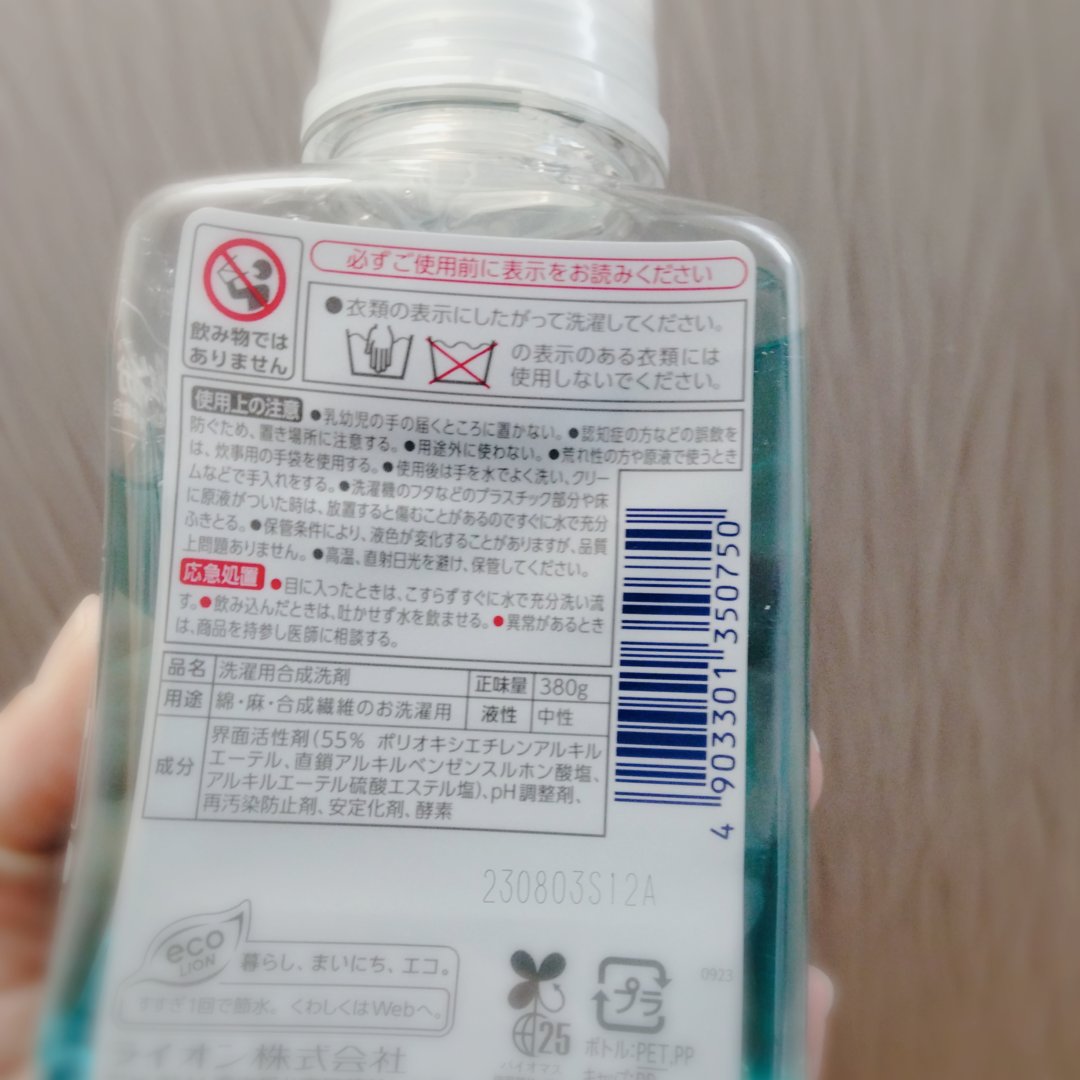 必ずご使用前に表示をお読みください
飲み物では
ありません
●衣類の表示にしたがって洗濯してください。
の表示のある衣類には
使用しないでください。
使用上の注意 ●乳幼児の手の届くところに置かない。●認知症の方などの誤飲を
防ぐため、置き場所に注意する。●用途外に使わない。●荒れ性の方や原液で使うとき
は、炊事用の手袋を使用する。●使用後は手を水でよく洗い、クリー
ムなどで手入れをする。●洗濯機のフタなどのプラスチック部分や床
に原液がついた時は、放置すると傷むことがあるのですぐに水で充分
ふきとる。●保管条件により、液色が変化することがありますが、品質
上問題ありません。●高温、直射日光を避け、保管してください。
応急処置 ●目に入ったときは、こすらずすぐに水で充分洗い流
す。●飲み込んだときは、吐かせず水を飲ませる。●異常があるとき
は、商品を持参し医師に相談する。
品名 洗濯用合成洗剤 正味量 380g
用途 綿・麻・合成繊維のお洗濯用 液性 中性
成分 界面活性剤(55% ポリオキシエチレンアルキル
エーテル、直鎖アルキルベンゼンスルホン酸塩、
アルキルエーテル硫酸エステル塩)、pH調整剤、
再汚染防止剤、安定化剤、酵素
4 903301 350750
230803S12A
eco
LION
暮らし、まいにち、エコ。
すすぎ1回で節水。くわしくはWebへ。
ライオン株式会社
25
バイオマス
プラ
0923
ボトル:PET,PP